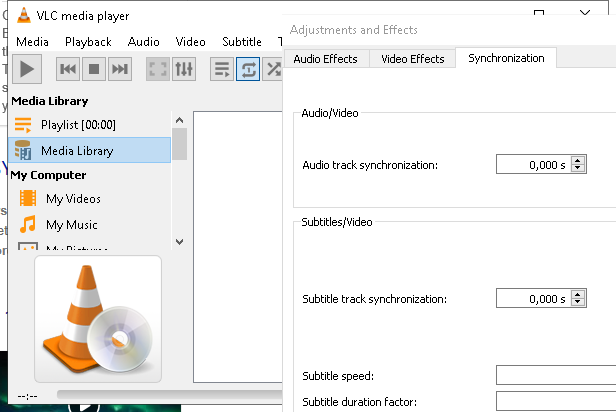 VLC media player
Media Playback Audio Video Subtitle
Media Library
Playlist [00:00]
Media Library
My Computer
My Videos
My Music
My Pictures
--:--
Adjustments and Effects
Audio Effects Video Effects Synchronization
Audio/Video
Audio track synchronization: 0,000 s
Subtitles/Video
Subtitle track synchronization: 0,000 s
Subtitle speed:
Subtitle duration factor: